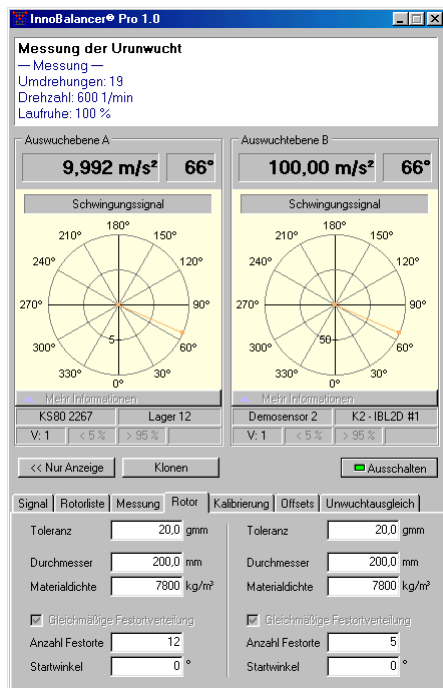 InnoBalancer® Pro 1.0
Messung der Urunwucht
— Messung —
Umdrehungen: 19
Drehzahl: 600 1/min
Laufruhe: 100 %
Auswuchebene A
9,992 m/s² 66°
Schwingungssignal
180°
210° 150°
240° 120°
270° 90°
300° 60°
5
330° 30°
0°
Mehr Informationen
KS80 2267 Lager 12
V: 1 < 5 % > 95 %
Auswuchtebene B
100,00 m/s² 66°
Schwingungssignal
180°
210° 150°
240° 120°
270° 90°
300° 60°
50
330° 30°
0°
Mehr Informationen
Demosensor 2 K2 - IBL2D #1
V: 1 < 5 % > 95 %
<< Nur Anzeige Klonen Ausschalten
Signal Rotorliste Messung Rotor Kalibrierung Offsets Unwuchtausgleich
Toleranz 20,0 gmm
Durchmesser 200,0 mm
Materialdichte 7800 kg/m³
Gleichmäßige Festortverteilung
Anzahl Festorte 12
Startwinkel 0 °
Toleranz 20,0 gmm
Durchmesser 200,0 mm
Materialdichte 7800 kg/m³
Gleichmäßige Festortverteilung
Anzahl Festorte 5
Startwinkel 0 °